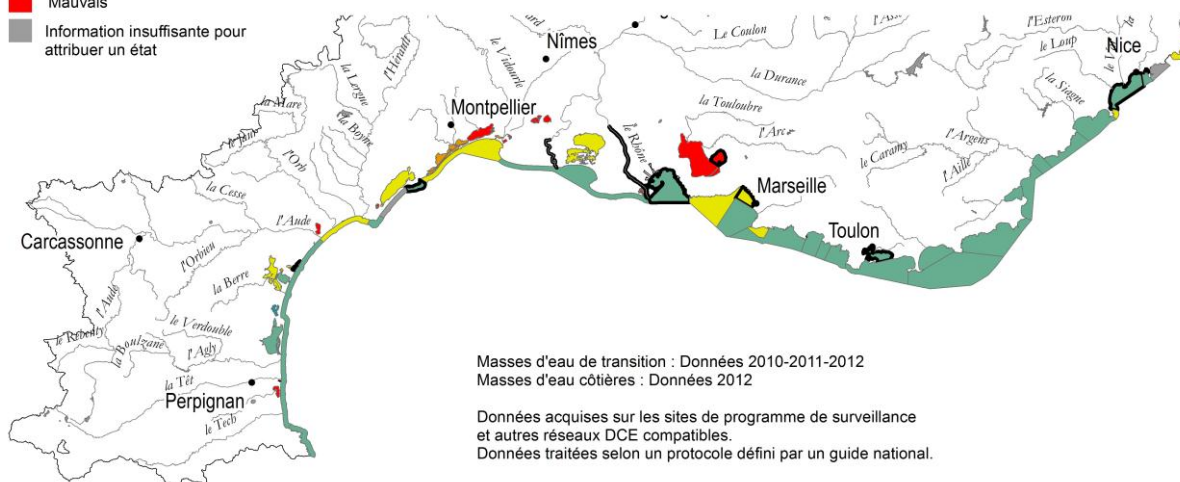 Mauvais
Information insuffisante pour
attribuer un état
Nîmes
Le Coulon
l'Esteron
le Loup
Nice
le Vidourle
l'Hérault
la Lergue
la Durance
la Siagne
Montpellier
la Touloubre
la Mare
la Boyne
le Jaur
l'Arc
l'Argens
le Rhône
l'Orb
le Caramy
l'Aille
la Cesse
Marseille
l'Aude
Toulon
Carcassonne
l'Orbieu
la Berre
l'Aude
le Verdouble
le Rébenty
la Boulzane
l'Agly
la Têt
Perpignan
le Tech
Masses d'eau de transition : Données 2010-2011-2012
Masses d'eau côtières : Données 2012
Données acquises sur les sites de programme de surveillance
et autres réseaux DCE compatibles.
Données traitées selon un protocole défini par un guide national.